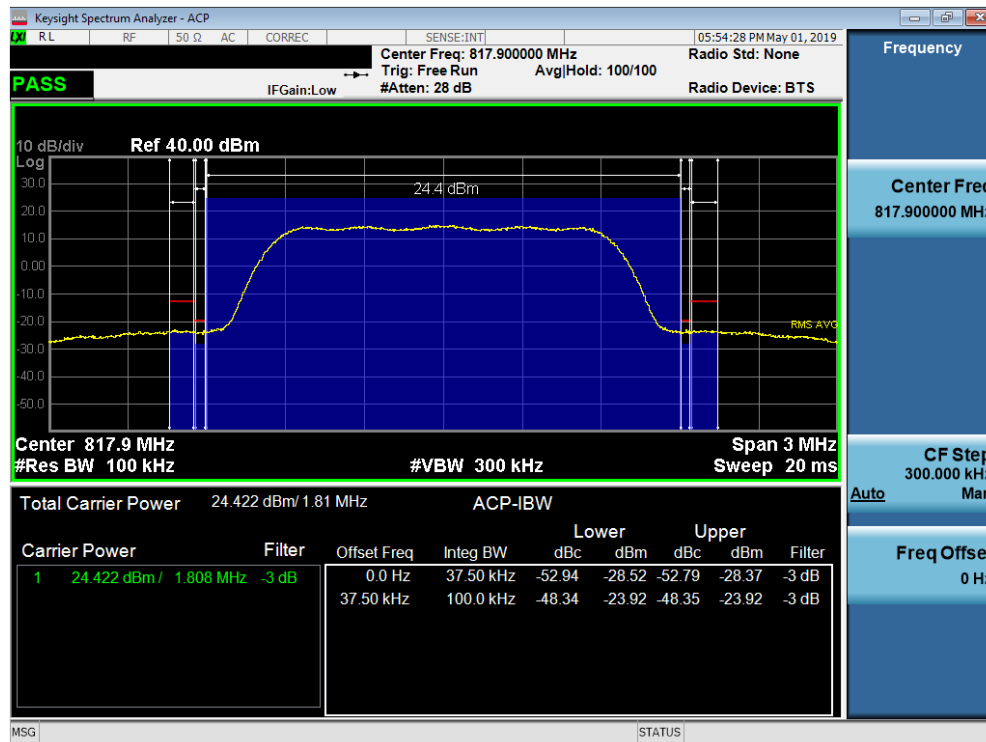 Keysight Spectrum Analyzer - ACP
LXI RL RF 50 Ω AC CORREC SENSE:INT 05:54:28 PM May 01, 2019
Center Freq: 817.900000 MHz Radio Std: None
Trig: Free Run Avg|Hold: 100/100
PASS IFGain:Low #Atten: 28 dB Radio Device: BTS
10 dB/div Ref 40.00 dBm
Log
30.0
24.4 dBm
20.0
10.0
0.00
-10.0
-20.0
RMS AVG
-30.0
-40.0
-50.0
Center 817.9 MHz Span 3 MHz
#Res BW 100 kHz #VBW 300 kHz Sweep 20 ms
Total Carrier Power 24.422 dBm/ 1.81 MHz ACP-IBW
Lower Upper
Carrier Power Filter Offset Freq Integ BW dBc dBm dBc dBm Filter
1 24.422 dBm / 1.808 MHz -3 dB 0.0 Hz 37.50 kHz -52.94 -28.52 -52.79 -28.37 -3 dB
37.50 kHz 100.0 kHz -48.34 -23.92 -48.35 -23.92 -3 dB
MSG STATUS
Frequency
Center Freq
817.900000 MHz
CF Step
300.000 kHz
Auto Man
Freq Offset
0 Hz